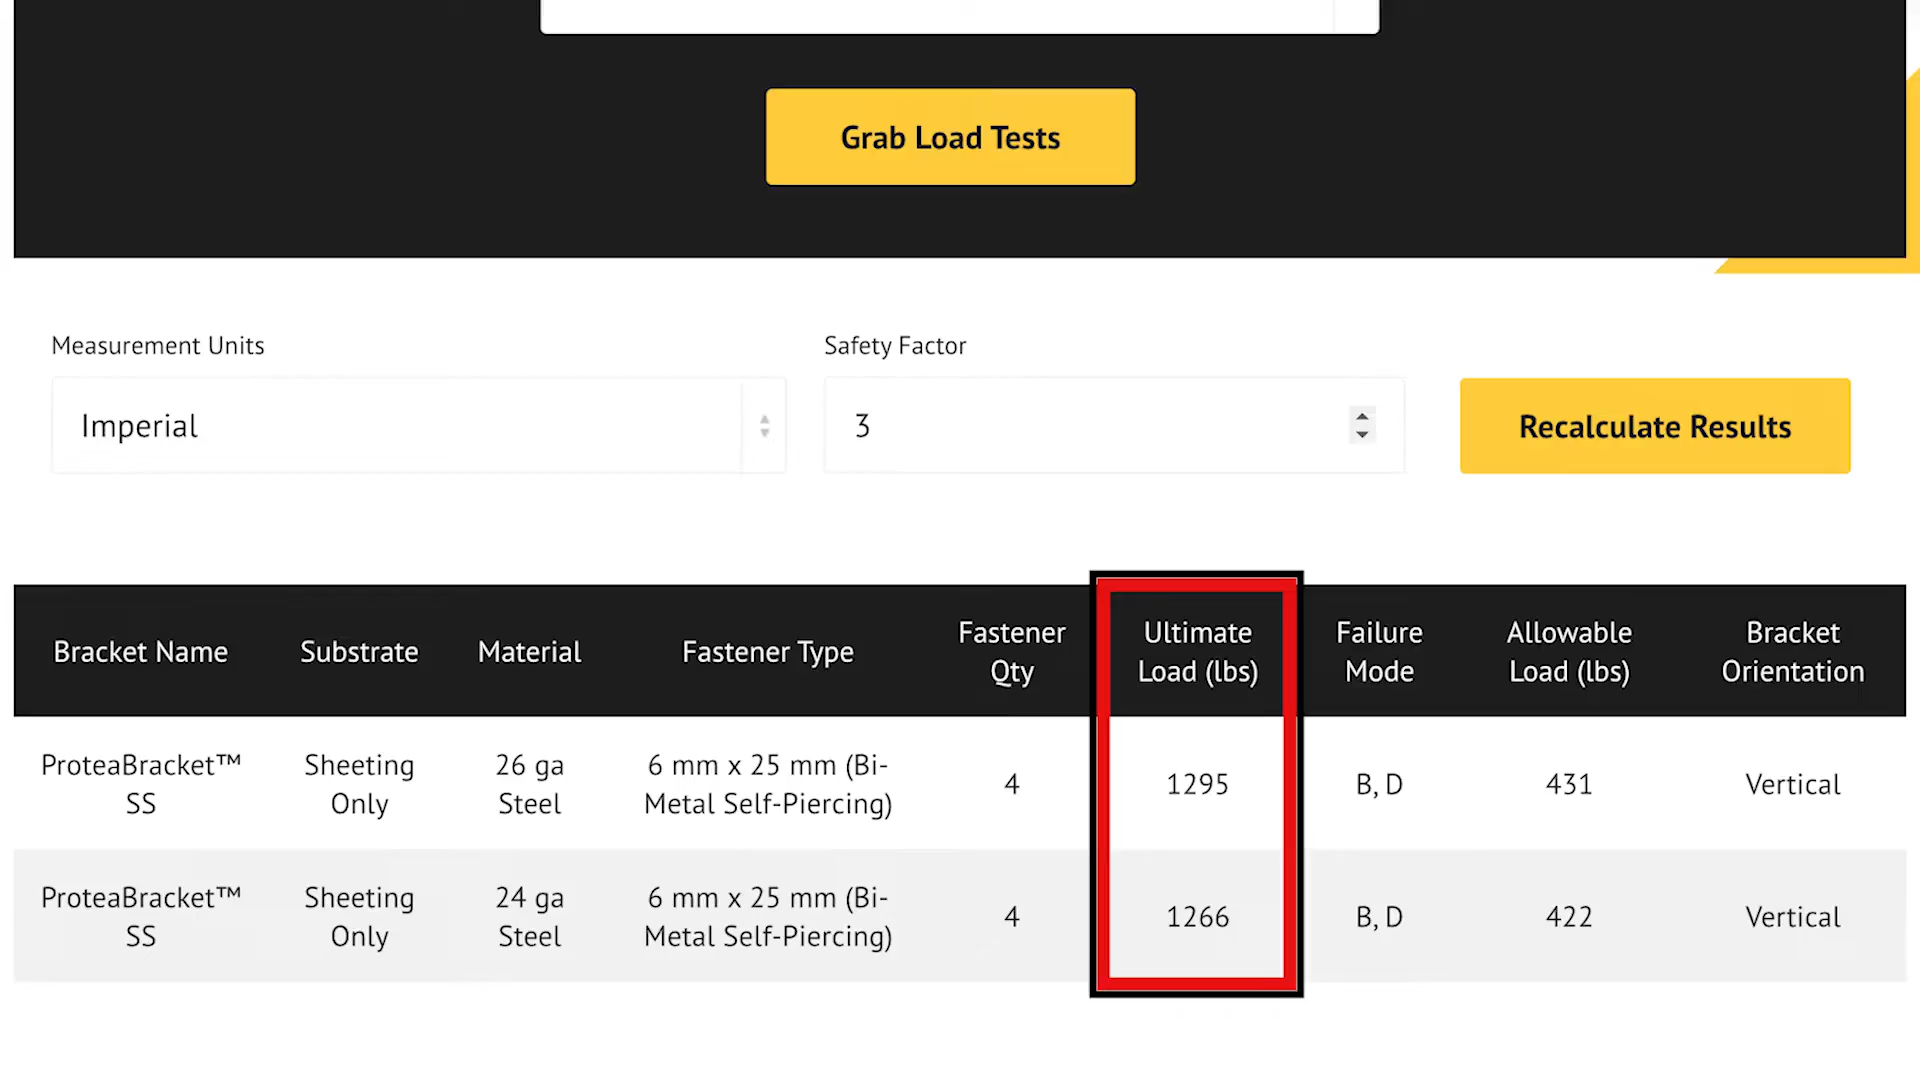 Grab Load Tests
Measurement Units
Safety Factor
Imperial
3
Recalculate Results
Bracket Name
Substrate
Material
Fastener Type
Fastener
Qty
Ultimate
Load (lbs)
Failure
Mode
Allowable
Load (lbs)
Bracket
Orientation
ProteaBracket™
SS
Sheeting
Only
26 ga
Steel
6 mm x 25 mm (Bi-
Metal Self-Piercing)
4
1295
B, D
431
Vertical
ProteaBracket™
SS
Sheeting
Only
24 ga
Steel
6 mm x 25 mm (Bi-
Metal Self-Piercing)
4
1266
B, D
422
Vertical